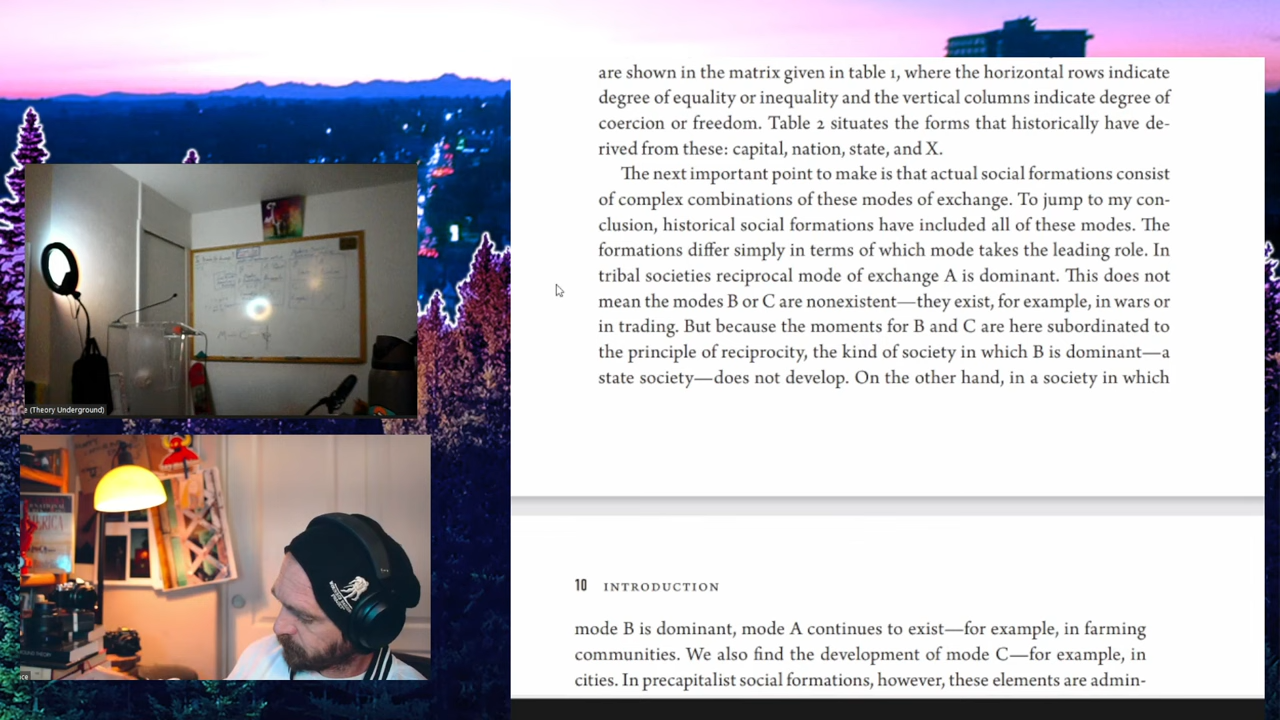 are shown in the matrix given in table 1, where the horizontal rows indicate
degree of equality or inequality and the vertical columns indicate degree of
coercion or freedom. Table 2 situates the forms that historically have de-
rived from these: capital, nation, state, and X.
The next important point to make is that actual social formations consist
of complex combinations of these modes of exchange. To jump to my con-
clusion, historical social formations have included all of these modes. The
formations differ simply in terms of which mode takes the leading role. In
tribal societies reciprocal mode of exchange A is dominant. This does not
mean the modes B or C are nonexistent—they exist, for example, in wars or
in trading. But because the moments for B and C are here subordinated to
the principle of reciprocity, the kind of society in which B is dominant—a
state society—does not develop. On the other hand, in a society in which
10 INTRODUCTION
mode B is dominant, mode A continues to exist—for example, in farming
communities. We also find the development of mode C—for example, in
cities. In precapitalist social formations, however, these elements are admin-
e (Theory Underground)